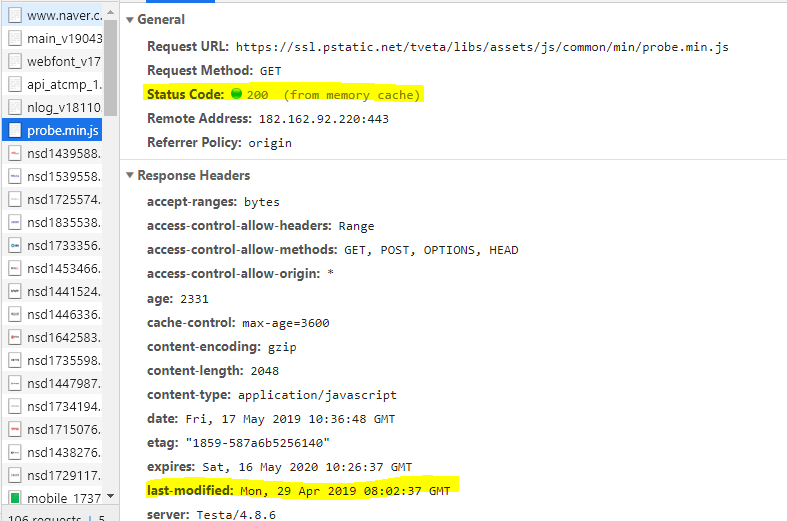 www.naver.c.
main_v19043
webfont_v17
api_atcmp_1.
nlog_v18110
probe.min.js
nsd1439588.
nsd1539558.
nsd1725574.
nsd1835538.
nsd1733356.
nsd1453466.
nsd1441524.
nsd1446336.
nsd1642583.
nsd1735598.
nsd1447987.
nsd1734194.
nsd1715076.
nsd1438276.
nsd1729117.
mobile_1737
106 requests
5
General
Request URL: https://ssl.pstatic.net/tveta/libs/assets/js/common/min/probe.min.js
Request Method: GET
Status Code: 200 (from memory cache)
Remote Address: 182.162.92.220:443
Referrer Policy: origin
Response Headers
accept-ranges: bytes
access-control-allow-headers: Range
access-control-allow-methods: GET, POST, OPTIONS, HEAD
access-control-allow-origin: *
age: 2331
cache-control: max-age=3600
content-encoding: gzip
content-length: 2048
content-type: application/javascript
date: Fri, 17 May 2019 10:36:48 GMT
etag: "1859-587a6b5256140"
expires: Sat, 16 May 2020 10:26:37 GMT
last-modified: Mon, 29 Apr 2019 08:02:37 GMT
server: Testa/4.8.6